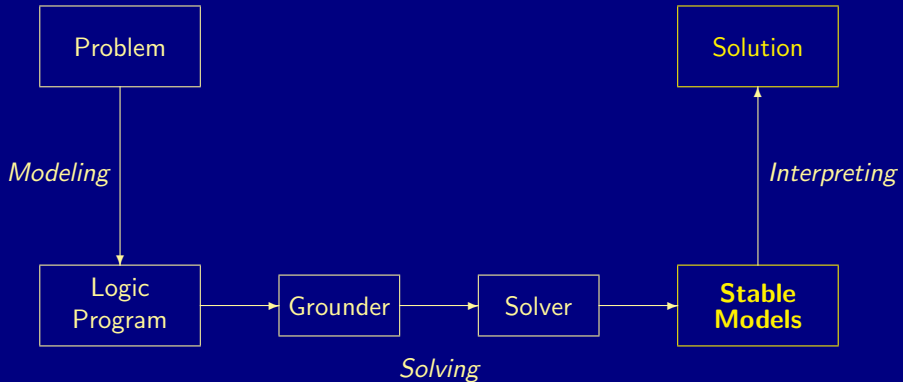 Problem
Solution
Modeling
Interpreting
Logic
Program
Grounder
Solver
Stable
Models
Solving